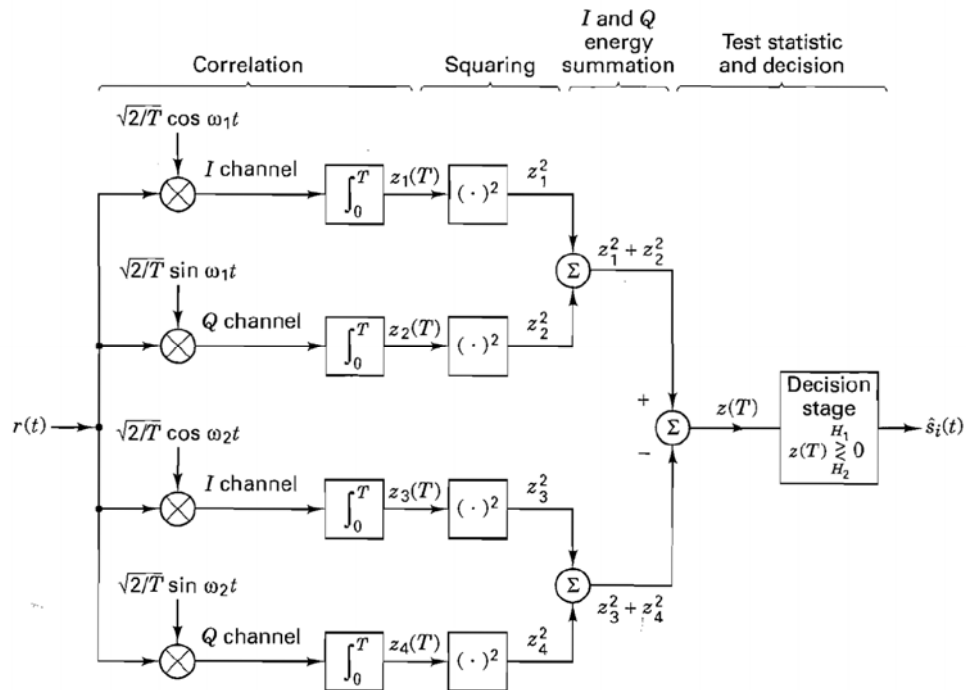 I and Q
energy
summation
Test statistic
and decision
Correlation
Squaring
√2/T cos ω₁t
I channel
∫₀ᵀ
z₁(T)
(·)²
z₁²
√2/T sin ω₁t
Q channel
∫₀ᵀ
z₂(T)
(·)²
z₂²
Σ
z₁² + z₂²
r(t)
+
−
Σ
z(T)
Decision
stage
H₁
z(T) ≷ 0
H₂
ŝᵢ(t)
√2/T cos ω₂t
I channel
∫₀ᵀ
z₃(T)
(·)²
z₃²
√2/T sin ω₂t
Q channel
∫₀ᵀ
z₄(T)
(·)²
z₄²
Σ
z₃² + z₄²